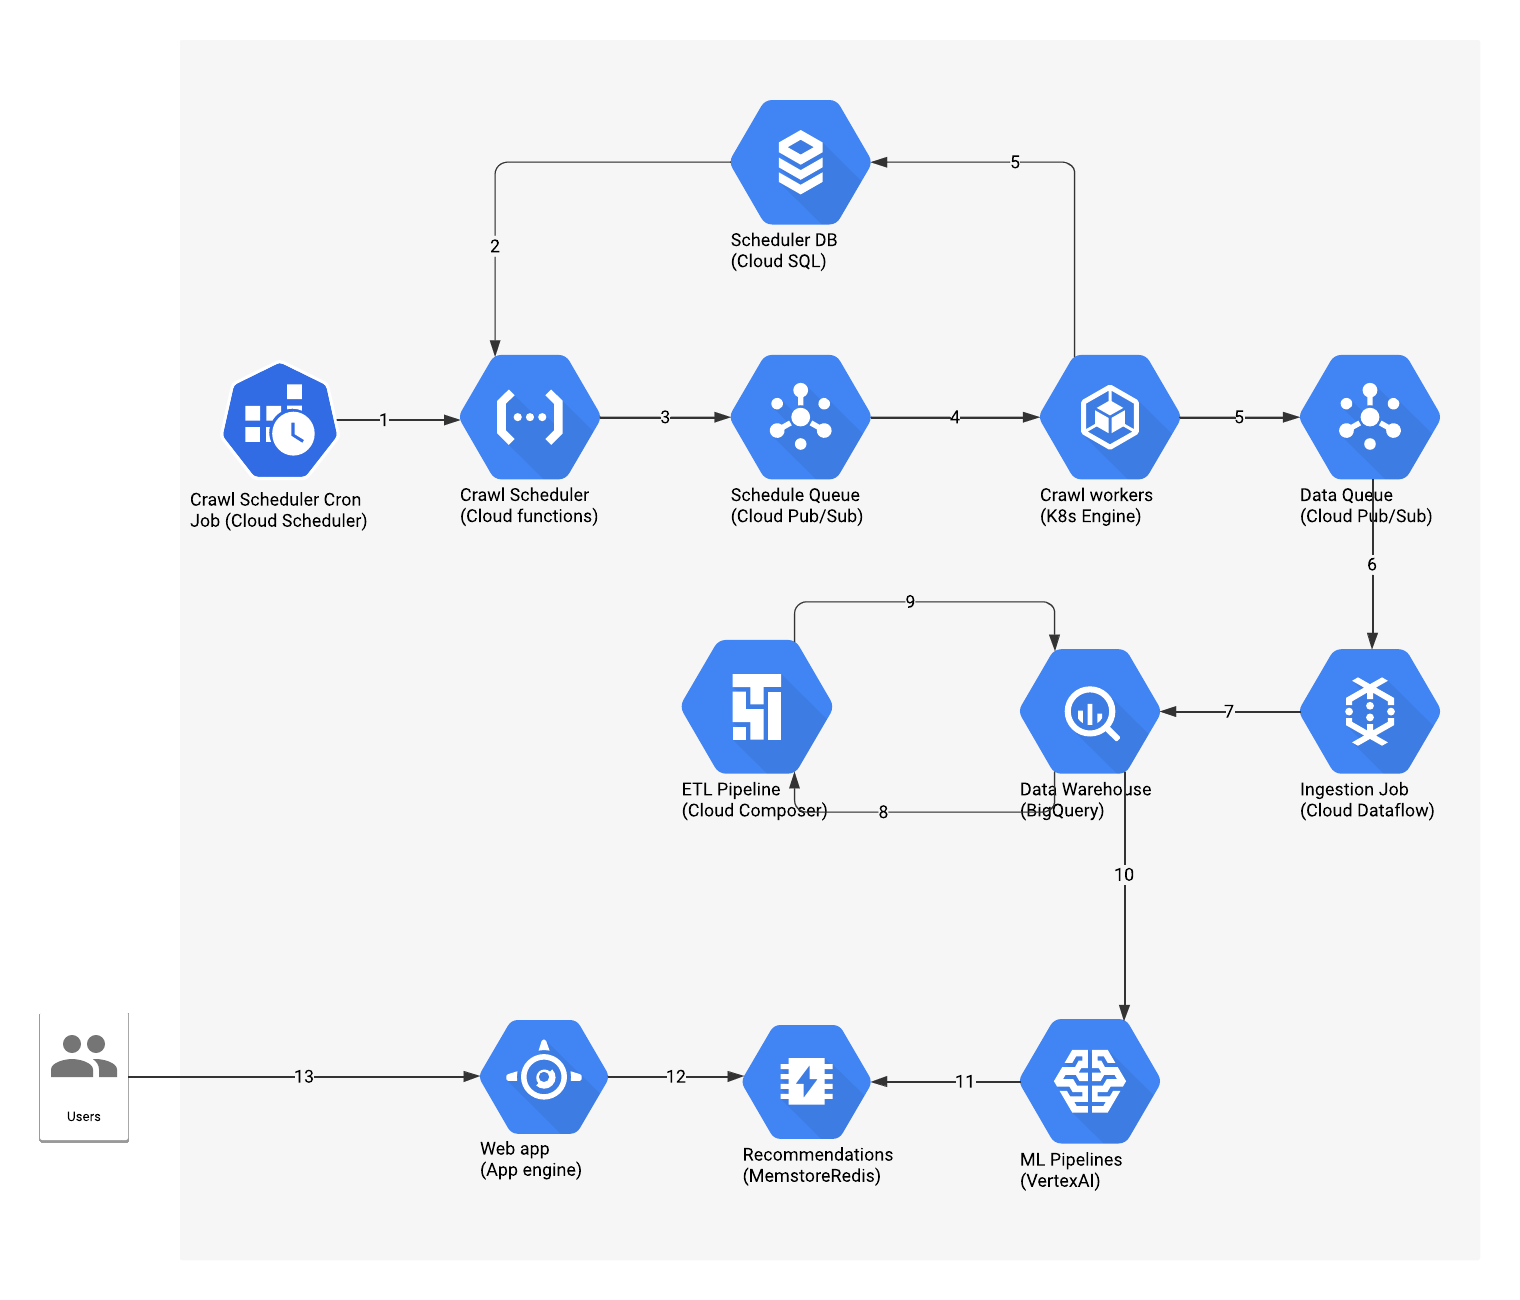 5
Scheduler DB
(Cloud SQL)
2
1
3
4
5
Crawl Scheduler Cron
Job (Cloud Scheduler)
Crawl Scheduler
(Cloud functions)
Schedule Queue
(Cloud Pub/Sub)
Crawl workers
(K8s Engine)
Data Queue
(Cloud Pub/Sub)
6
9
7
ETL Pipeline
(Cloud Composer)
8
Data Warehouse
(BigQuery)
Ingestion Job
(Cloud Dataflow)
10
Users
13
12
11
Web app
(App engine)
Recommendations
(MemstoreRedis)
ML Pipelines
(VertexAI)